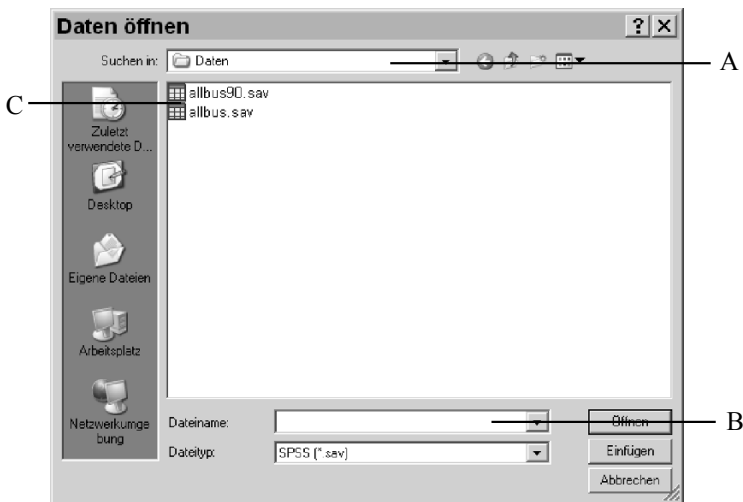 Daten öffnen
Suchen in: Daten
A
C
allbus90.sav
allbus.sav
Zuletzt
verwendete D...
Desktop
Eigene Dateien
Arbeitsplatz
Netzwerkumge
bung
Dateiname:
Öffnen
B
Dateityp: SPSS (*.sav)
Einfügen
Abbrechen